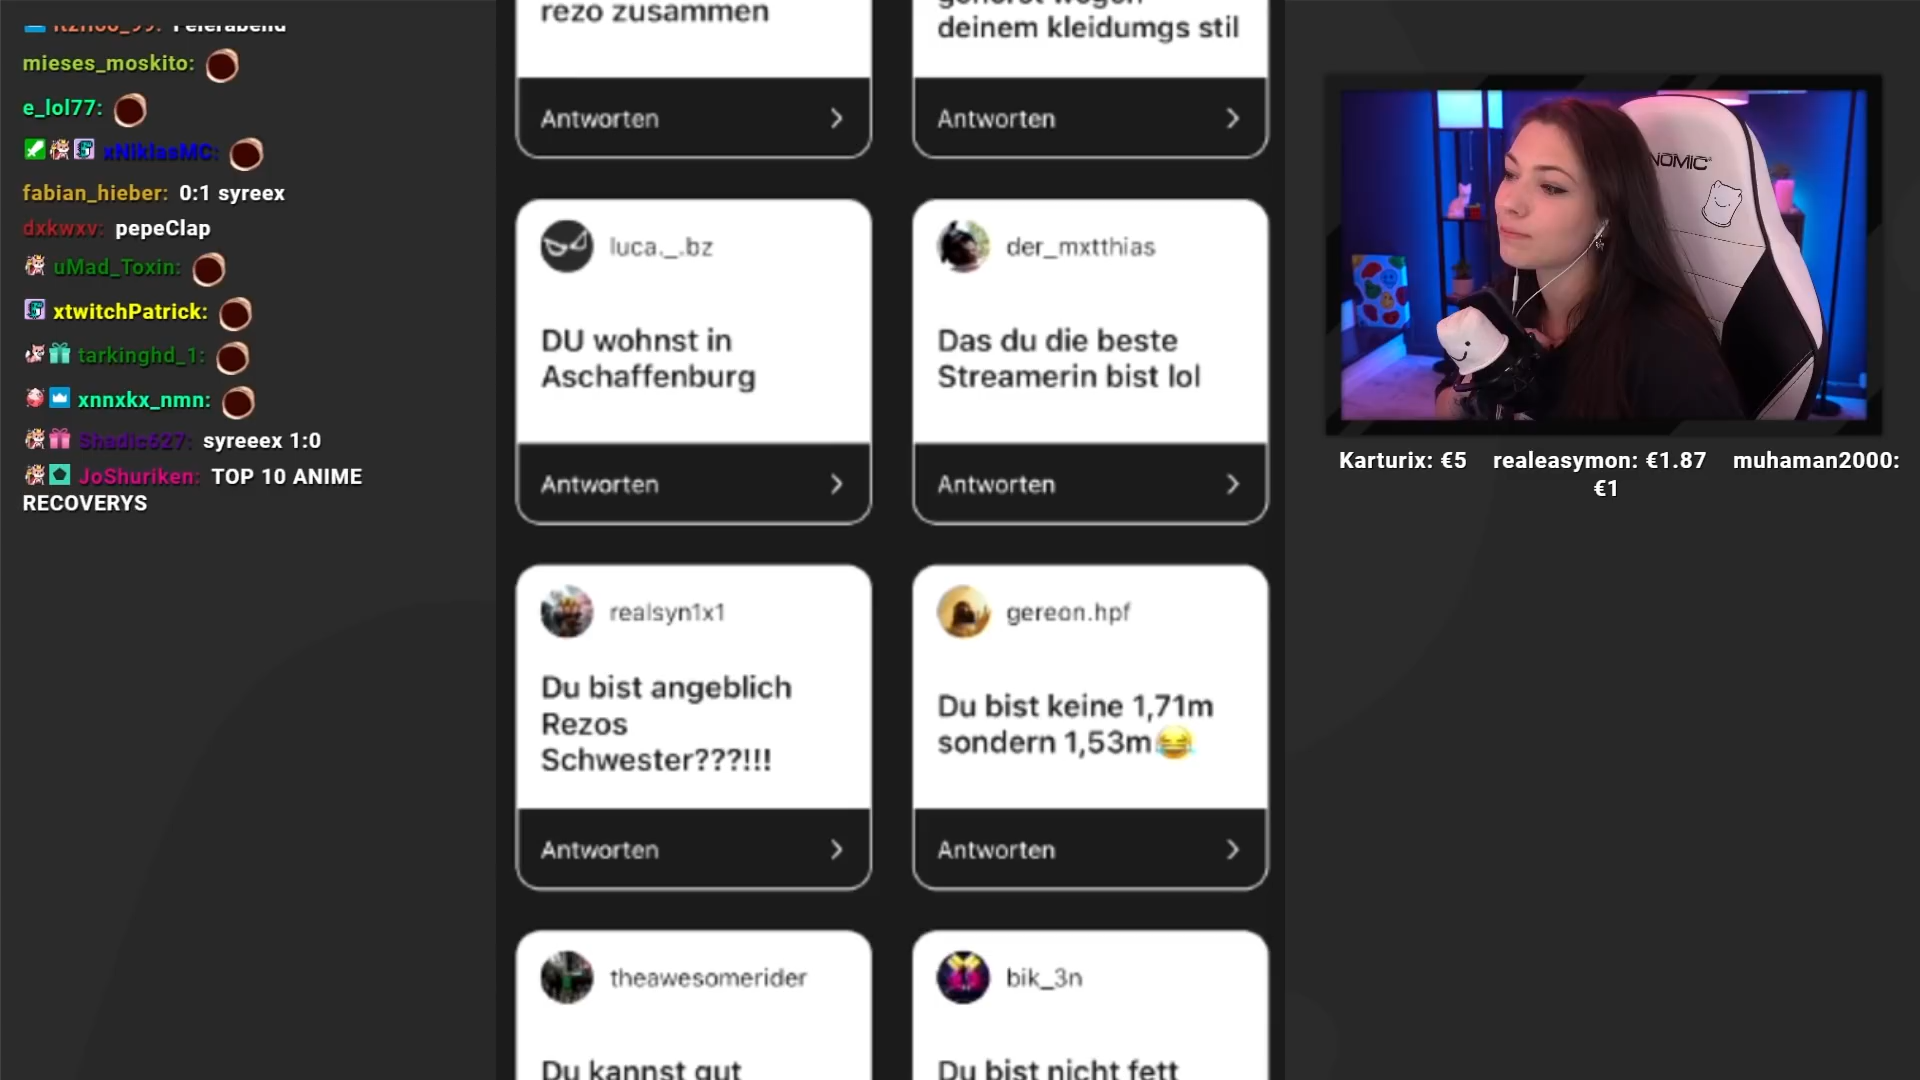 Feierabend
mieses_moskito:
e_lol77:
xNiklasMC:
fabian_hieber: 0:1 syreex
dxkwxv: pepeClap
uMad_Toxin:
xtwitchPatrick:
tarkinghd_1:
xnnxkx_nmn:
Shadic627: syreeex 1:0
JoShuriken: TOP 10 ANIME
RECOVERYS
rezo zusammen
Antworten
deinem kleidumgs stil
Antworten
luca._.bz
DU wohnst in
Aschaffenburg
Antworten
der_mxtthias
Das du die beste
Streamerin bist lol
Antworten
realsyn1x1
Du bist angeblich
Rezos
Schwester???!!!
Antworten
gereon.hpf
Du bist keine 1,71m
sondern 1,53m😂
Antworten
theawesomerider
Du kannst gut
bik_3n
Du bist nicht fett
NOMIC
Karturix: €5 realeasymon: €1.87 muhaman2000:
€1